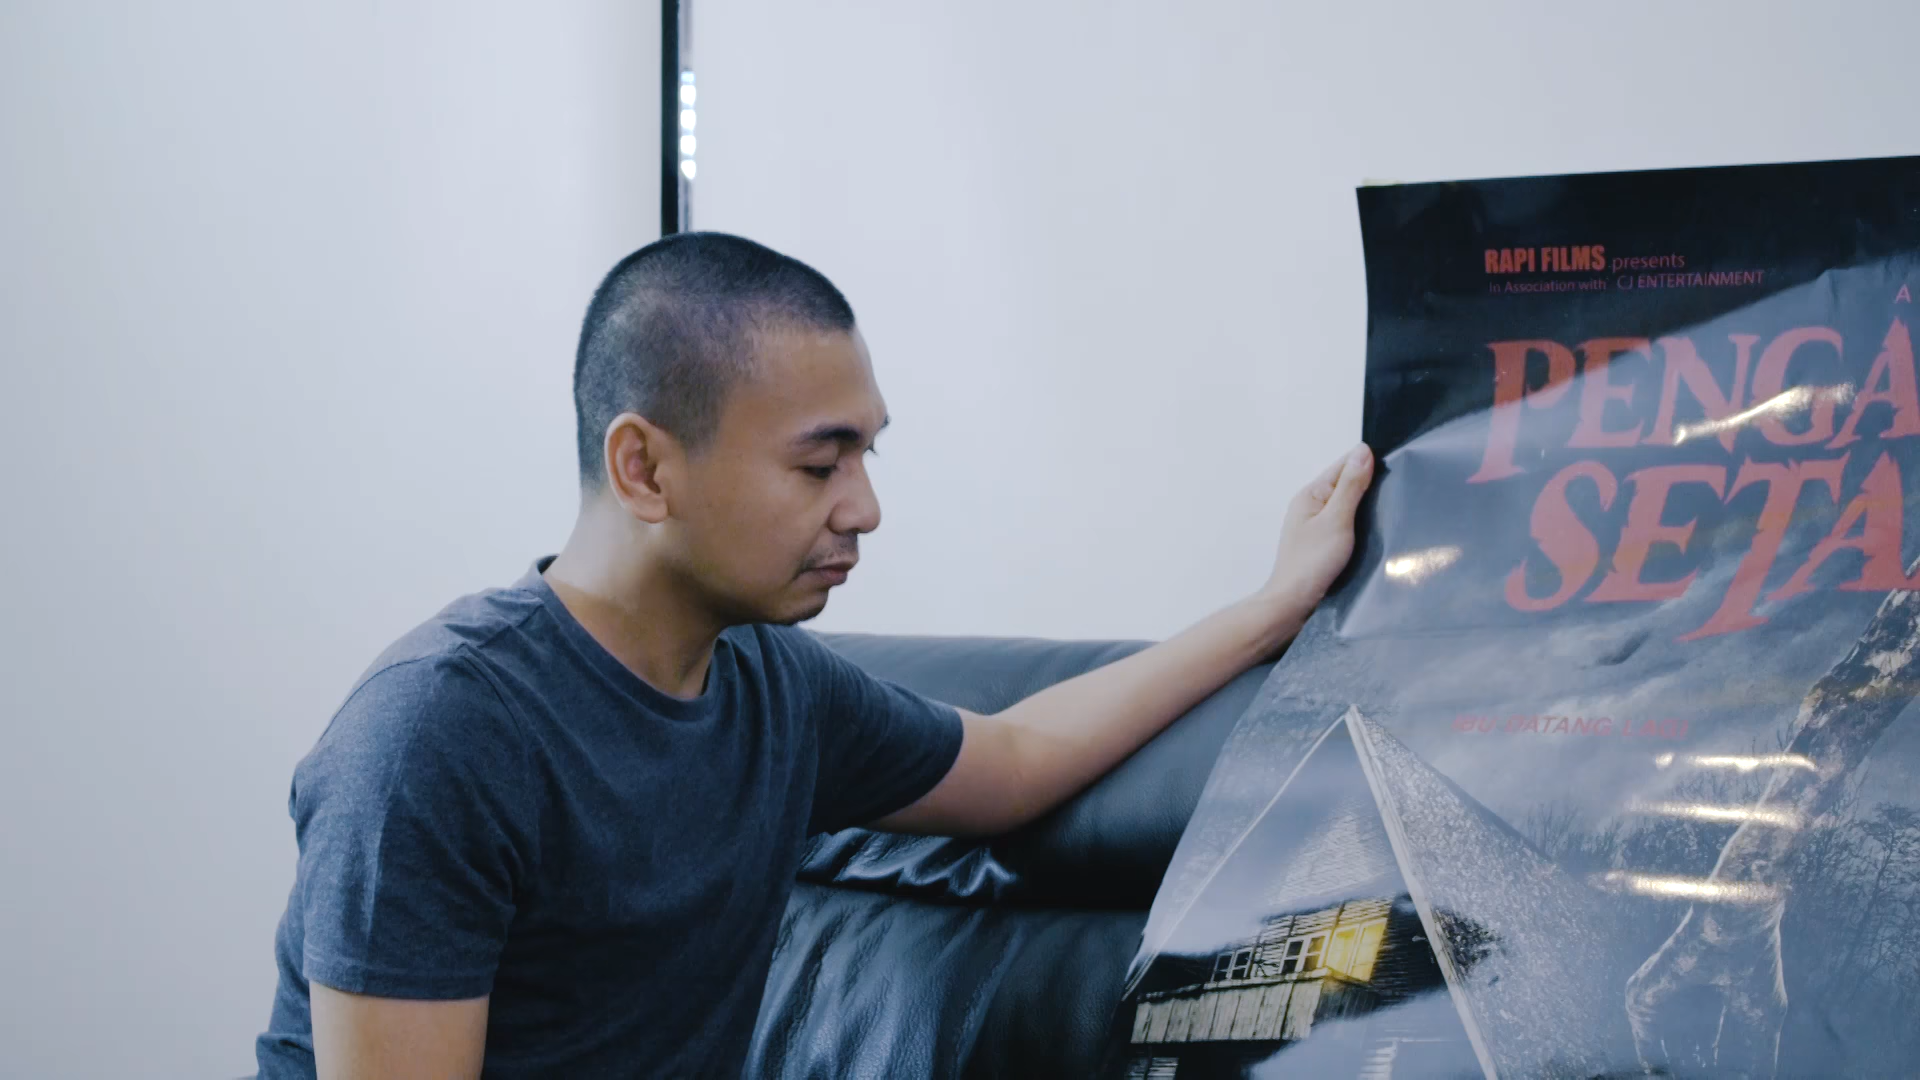 RAPI FILMS presents
In Association with CJ ENTERTAINMENT
A
PENGA
SETA
IBU DATANG LAGI